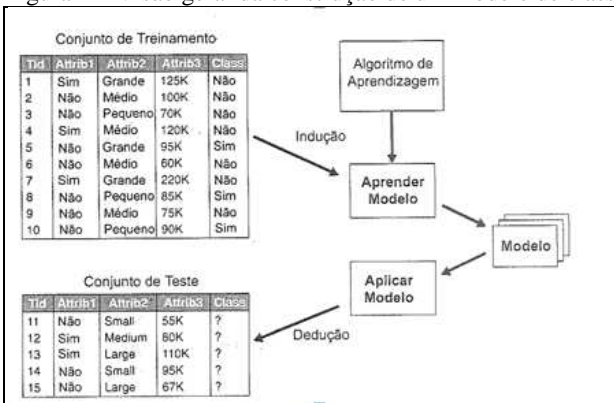 Conjunto de Treinamento
Tid Attrib1 Attrib2 Attrib3 Class
1 Sim Grande 125K Não
2 Não Médio 100K Não
3 Não Pequeno 70K Não
4 Sim Médio 120K Não
5 Não Grande 95K Sim
6 Não Médio 60K Não
7 Sim Grande 220K Não
8 Não Pequeno 85K Sim
9 Não Médio 75K Não
10 Não Pequeno 90K Sim
Algoritmo de
Aprendizagem
Indução
Aprender
Modelo
Modelo
Aplicar
Modelo
Dedução
Conjunto de Teste
Tid Attrib1 Attrib2 Attrib3 Class
11 Não Small 55K ?
12 Sim Medium 80K ?
13 Sim Large 110K ?
14 Não Small 95K ?
15 Não Large 67K ?